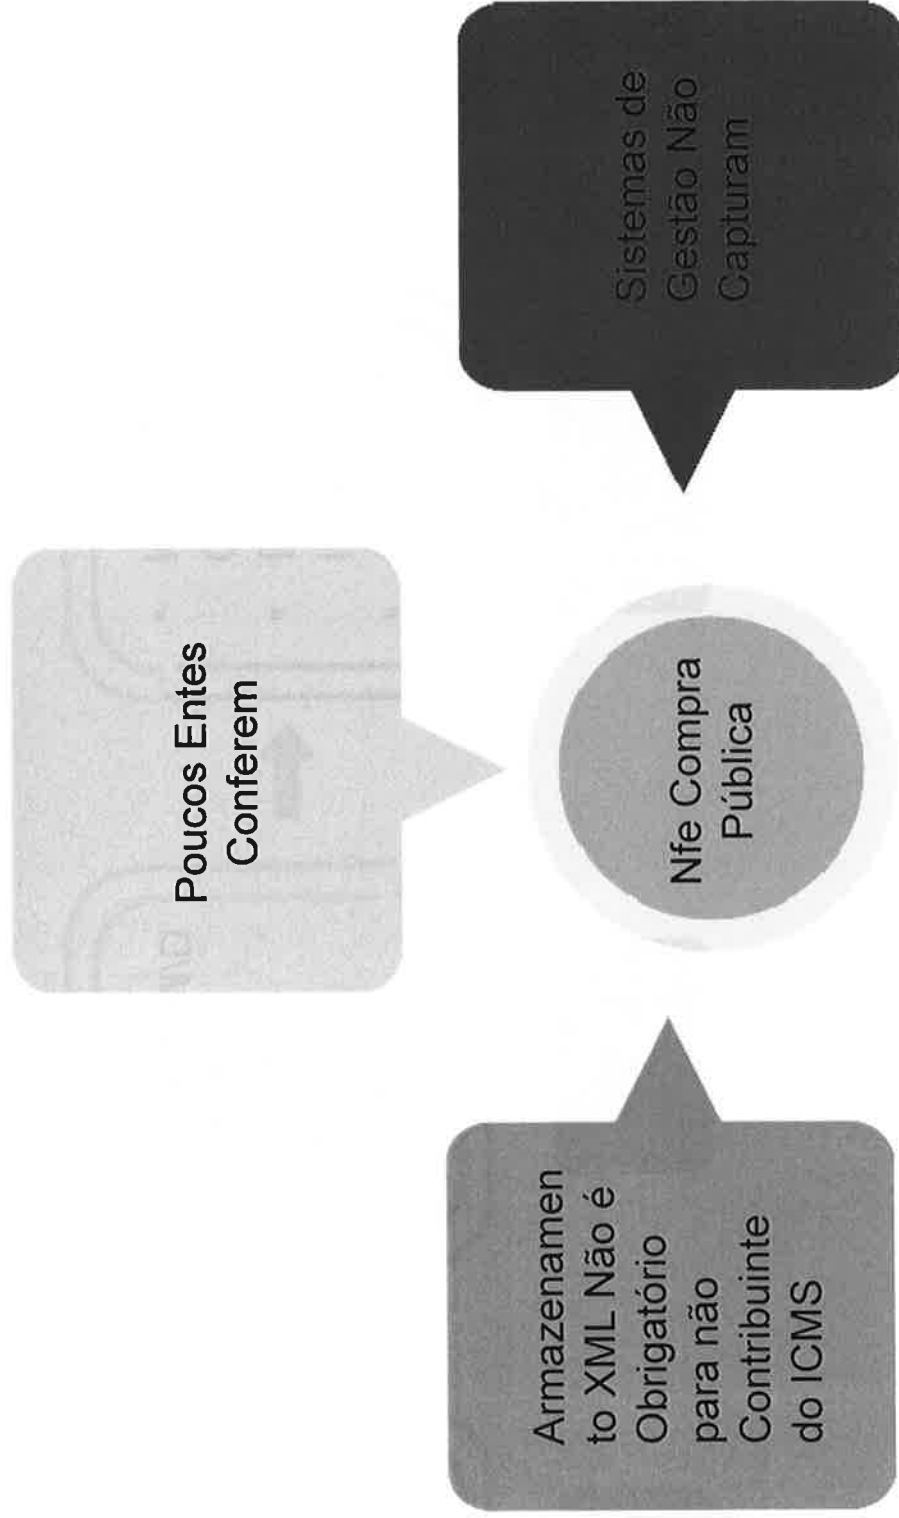 Poucos Entes
Conferem
Armazenamen
to XML Não é
Obrigatório
para não
Contribuinte
do ICMS
Nfe Compra
Pública
Sistemas de
Gestão Não
Capturam